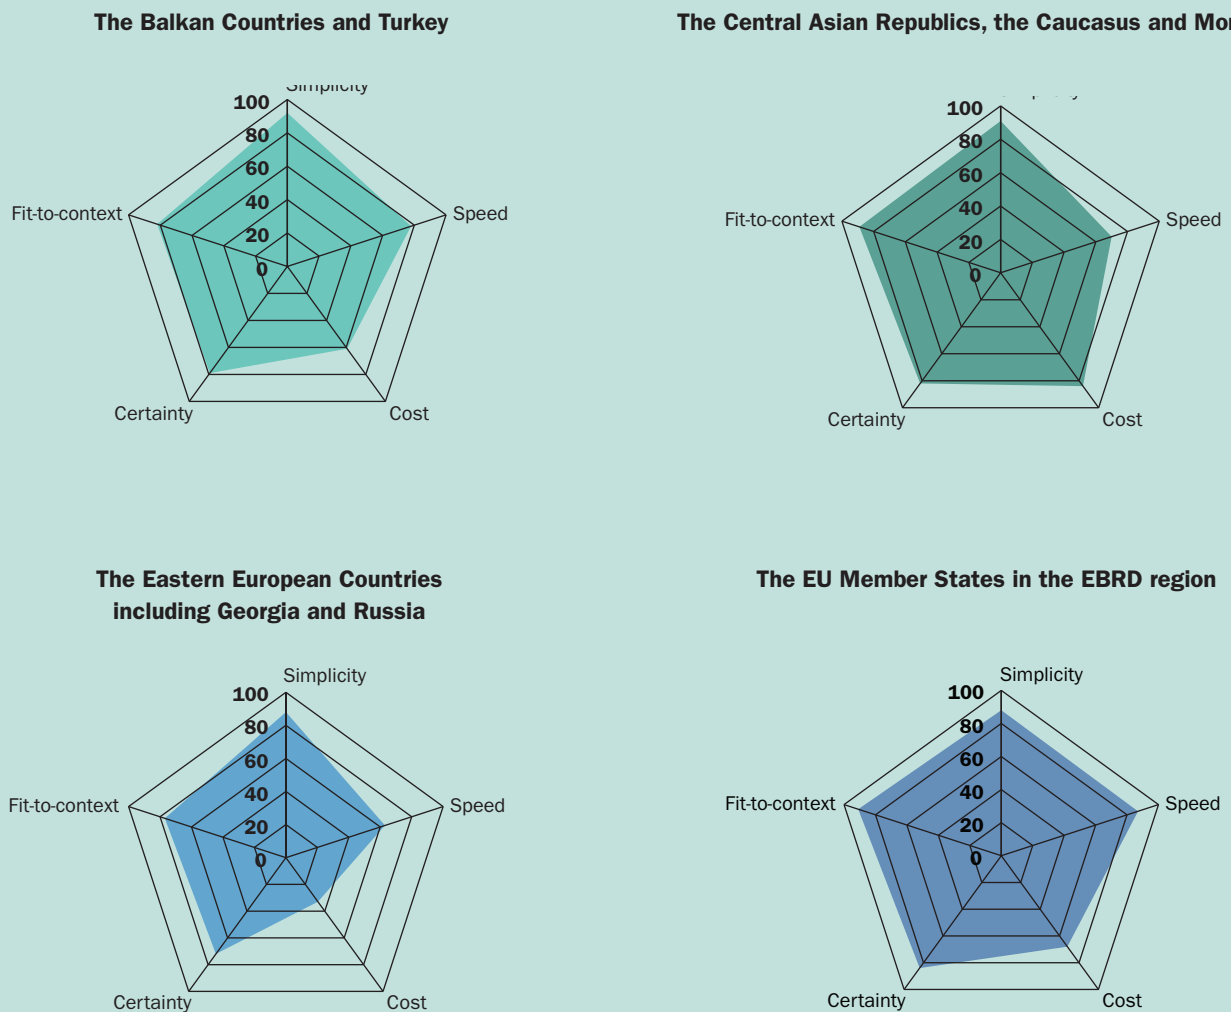 The Balkan Countries and Turkey
Simplicity
100
80
60
40
20
0
Fit-to-context
Speed
Certainty
Cost
The Central Asian Republics, the Caucasus and
100
80
60
40
20
0
Fit-to-context
Speed
Certainty
Cost
The Eastern European Countries
including Georgia and Russia
Simplicity
100
80
60
40
20
0
Fit-to-context
Speed
Certainty
Cost
The EU Member States in the EBRD region
Simplicity
100
80
60
40
20
0
Fit-to-context
Speed
Certainty
Cost